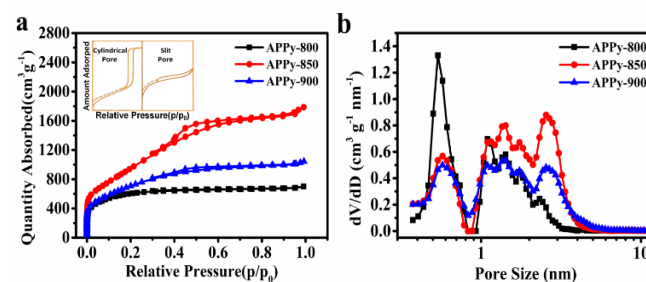 a
Quantity Absorbed(cm³ g⁻¹)
2800
2400
2000
1600
1200
800
400
0
0.0 0.2 0.4 0.6 0.8 1.0
Relative Pressure(p/p₀)
Cylindrical
Pore
Slit
Pore
Amount Adsorbed
Relative Pressure(p/p₀)
APPy-800
APPy-850
APPy-900
b
dV/dD (cm³ g⁻¹ nm⁻¹)
1.4
1.2
1.0
0.8
0.6
0.4
0.2
0.0
1 10
Pore Size (nm)
APPy-800
APPy-850
APPy-900